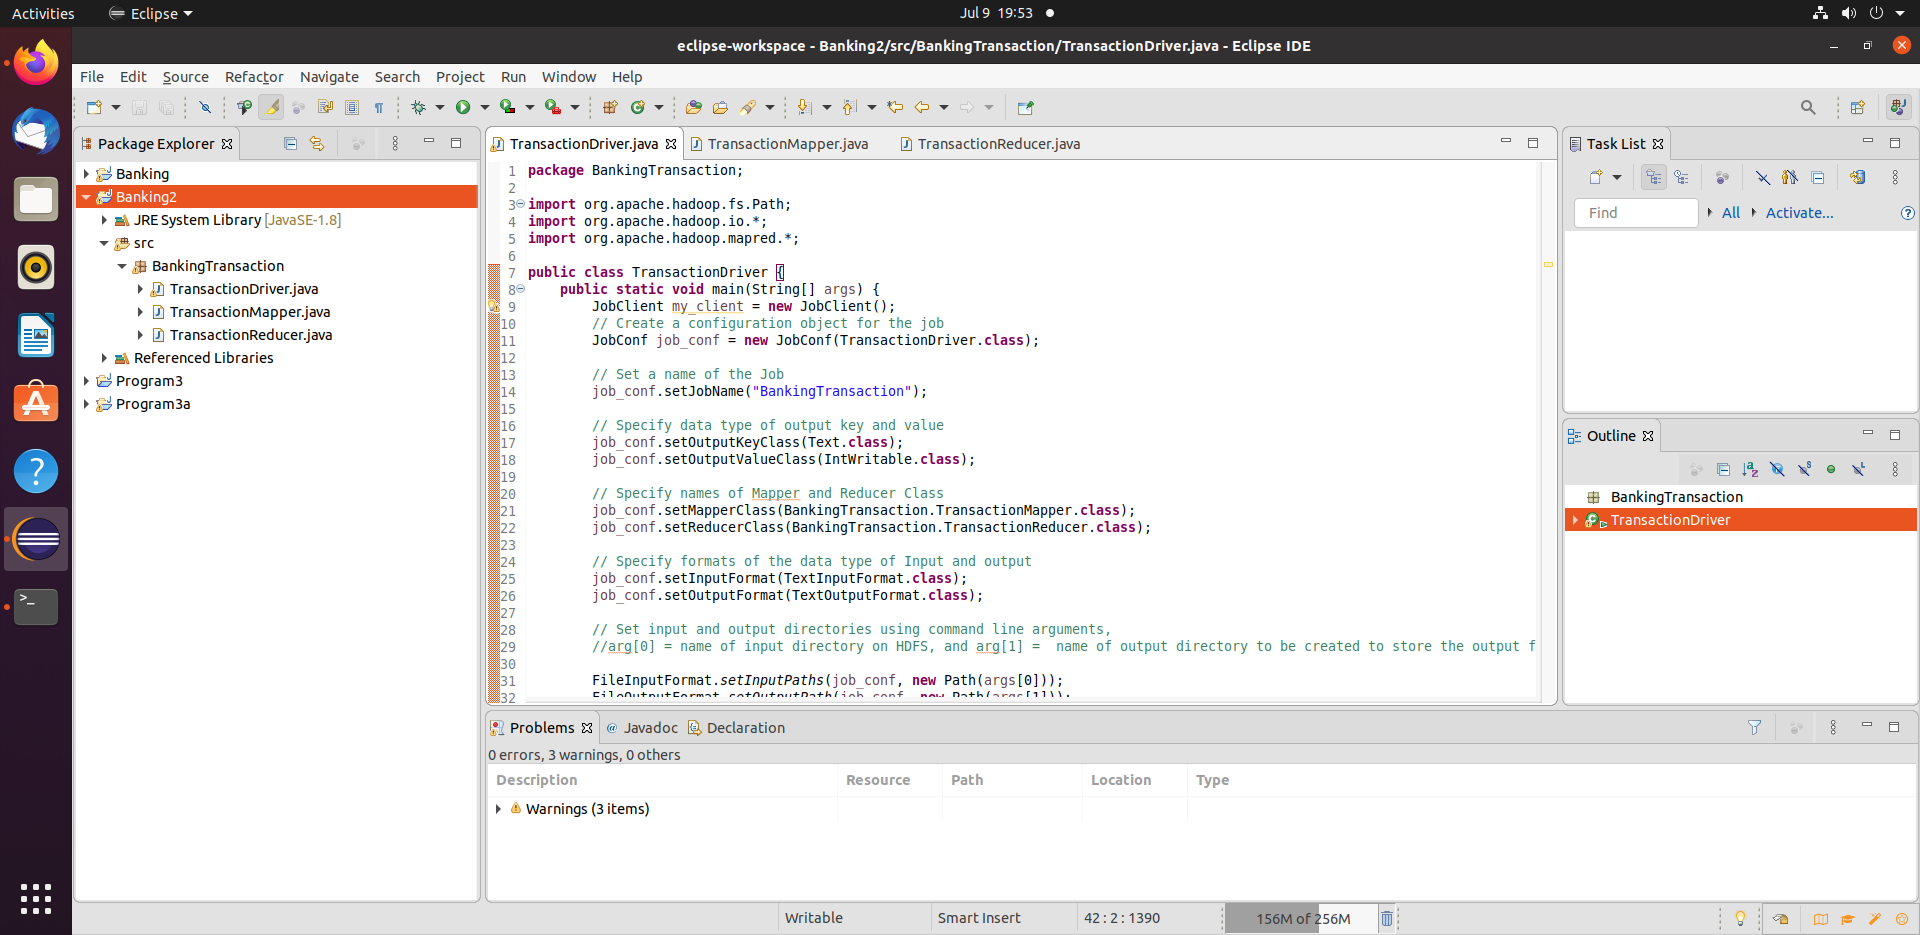 Activities Eclipse Jul 9 19:53
eclipse-workspace - Banking2/src/BankingTransaction/TransactionDriver.java - Eclipse IDE
File Edit Source Refactor Navigate Search Project Run Window Help
Package Explorer
Banking
Banking2
JRE System Library [JavaSE-1.8]
src
BankingTransaction
TransactionDriver.java
TransactionMapper.java
TransactionReducer.java
Referenced Libraries
Program3
Program3a
TransactionDriver.java TransactionMapper.java TransactionReducer.java
1 package BankingTransaction;
2
3 import org.apache.hadoop.fs.Path;
4 import org.apache.hadoop.io.*;
5 import org.apache.hadoop.mapred.*;
6
7 public class TransactionDriver {
8 public static void main(String[] args) {
9 JobClient my_client = new JobClient();
10 // Create a configuration object for the job
11 JobConf job_conf = new JobConf(TransactionDriver.class);
12
13 // Set a name of the Job
14 job_conf.setJobName("BankingTransaction");
15
16 // Specify data type of output key and value
17 job_conf.setOutputKeyClass(Text.class);
18 job_conf.setOutputValueClass(IntWritable.class);
19
20 // Specify names of Mapper and Reducer Class
21 job_conf.setMapperClass(BankingTransaction.TransactionMapper.class);
22 job_conf.setReducerClass(BankingTransaction.TransactionReducer.class);
23
24 // Specify formats of the data type of Input and output
25 job_conf.setInputFormat(TextInputFormat.class);
26 job_conf.setOutputFormat(TextOutputFormat.class);
27
28 // Set input and output directories using command line arguments,
29 //arg[0] = name of input directory on HDFS, and arg[1] =  name of output directory to be created to store the output f
30
31 FileInputFormat.setInputPaths(job_conf, new Path(args[0]));
32 FileOutputFormat.setOutputPath(job_conf, new Path(args[1]));
Task List
Find All Activate...
Outline
BankingTransaction
TransactionDriver
Problems Javadoc Declaration
0 errors, 3 warnings, 0 others
Description Resource Path Location Type
Warnings (3 items)
Writable Smart Insert 42 : 2 : 1390 156M of 256M